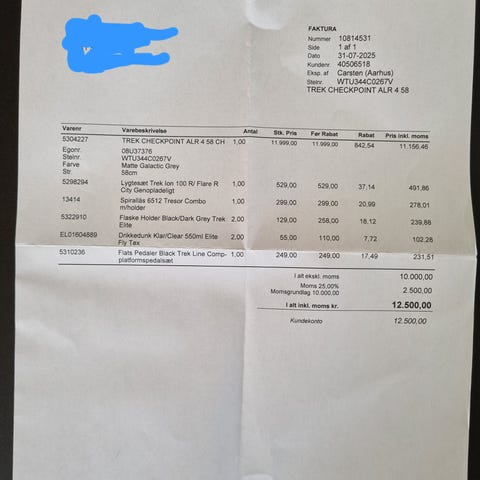 FAKTURA
Nummer 10814531
Side 1 af 1
Dato 31-07-2025
Kundenr 40506518
Eksp. af Carsten (Aarhus)
Stelnr. WTU344C0267V
TREK CHECKPOINT ALR 4 58
Varenr Varebeskrivelse Antal Stk. Pris Før Rabat Rabat Pris inkl. moms
5304227 TREK CHECKPOINT ALR 4 58 CH 1,00 11.999,00 11.999,00 842,54 11.156,46
Egonr. 08U37376
Stelnr. WTU344C0267V
Farve Matte Galactic Grey
Str. 58cm
5298294 Lygtesæt Trek Ion 100 R/ Flare R 1,00 529,00 529,00 37,14 491,86
City Genopladeligt
13414 Spirallås 6512 Tresor Combo 1,00 299,00 299,00 20,99 278,01
m/holder
5322910 Flaske Holder Black/Dark Grey Trek 2,00 129,00 258,00 18,12 239,88
Elite
EL01604889 Drikkedunk Klar/Clear 550ml Elite 2,00 55,00 110,00 7,72 102,28
Fly Tex
5310236 Flats Pedaler Black Trek Line Comp- 1,00 249,00 249,00 17,49 231,51
platformspedalsæt
I alt ekskl. moms 10.000,00
Moms 25,00% 2.500,00
Momsgrundlag 10.000,00
I alt inkl. moms kr. 12.500,00
Kundekonto 12.500,00